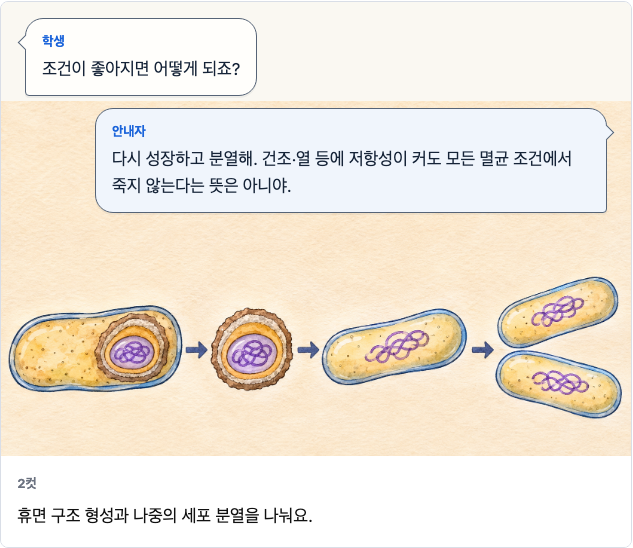 학생
조건이 좋아지면 어떻게 되죠?
안내자
다시 성장하고 분열해. 건조·열 등에 저항성이 커도 모든 멸균 조건에서
죽지 않는다는 뜻은 아니야.
2컷
휴면 구조 형성과 나중의 세포 분열을 나눠요.